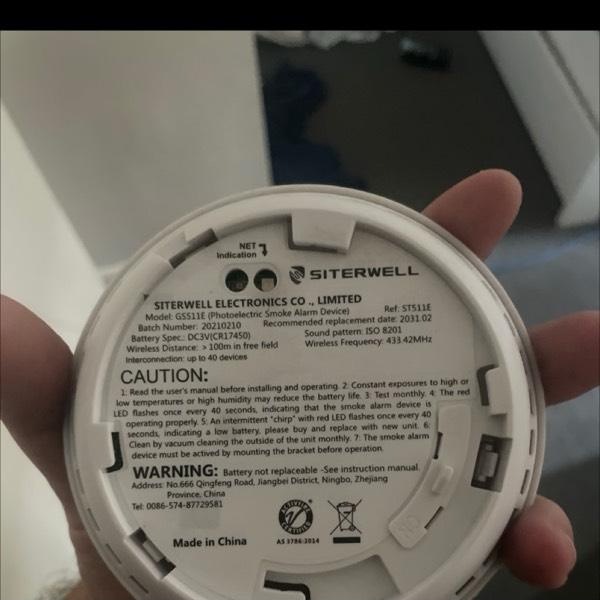 NET
Indication
SITERWELL
SITERWELL ELECTRONICS CO ., LIMITED
Model: GS511E (Photoelectric Smoke Alarm Device) Ref: ST511E
Batch Number: 20210210 Recommended replacement date: 2031.02
Battery Spec.: DC3V(CR17450) Sound pattern: ISO 8201
Wireless Distance: > 100m in free field Wireless Frequency: 433.42MHz
Interconnection: up to 40 devices
CAUTION:
1: Read the user's manual before installing and operating. 2: Constant exposures to high or
low temperatures or high humidity may reduce the battery life. 3: Test monthly. 4: The red
LED flashes once every 40 seconds, indicating that the smoke alarm device is
operating properly. 5: An intermittent "chirp" with red LED flashes once every 40
seconds, indicating a low battery, please buy and replace with new unit. 6:
Clean by vacuum cleaning the outside of the unit monthly. 7: The smoke alarm
device must be actived by mounting the bracket before operation.
WARNING: Battery not replaceable -See instruction manual.
Address: No.666 Qingfeng Road, Jiangbei District, Ningbo, Zhejiang
Province, China
Tel: 0086-574-87729581
Made in China
AS 3786:2014